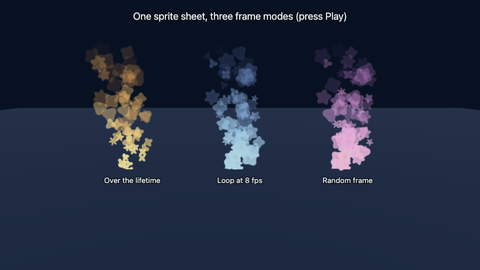 One sprite sheet, three frame modes (press Play)
Over the lifetime
Loop at 8 fps
Random frame